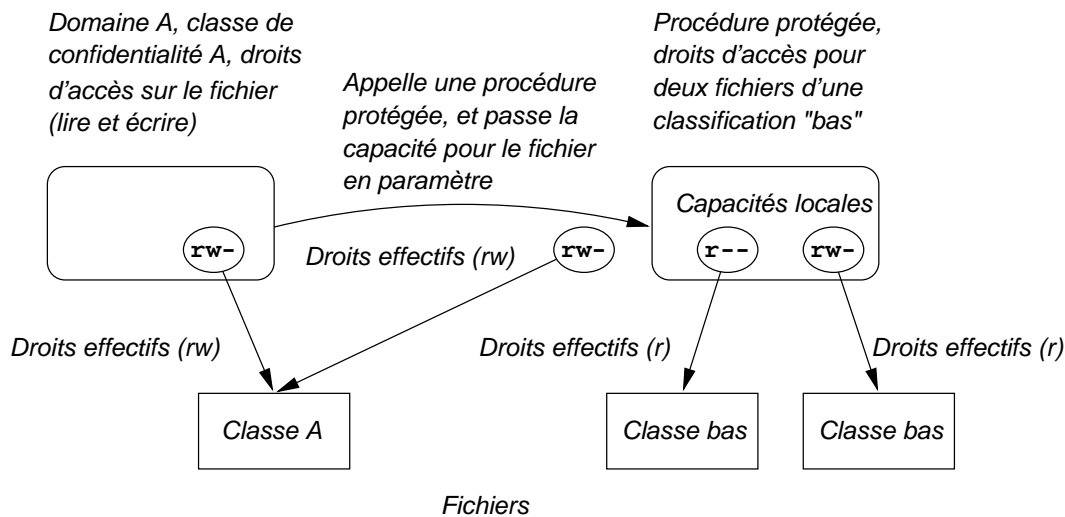 Domaine A, classe de
confidentialité A, droits
d'accès sur le fichier
(lire et écrire)
Appelle une procédure
protégée, et passe la
capacité pour le fichier
en paramètre
Procédure protégée,
droits d'accès pour
deux fichiers d'une
classification "bas"
Capacités locales
rw-
Droits effectifs (rw)
rw-
r--
rw-
Droits effectifs (rw)
Droits effectifs (r)
Droits effectifs (r)
Classe A
Classe bas
Classe bas
Fichiers